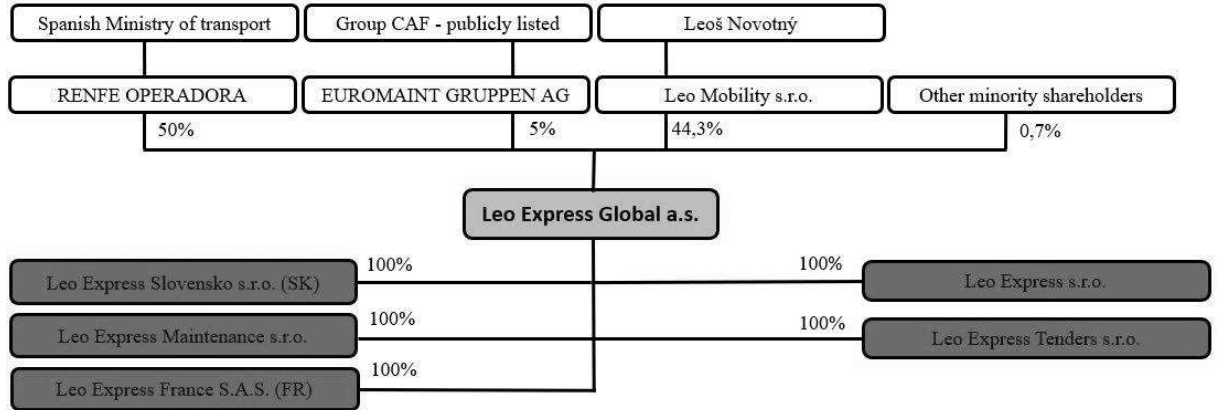 Spanish Ministry of transport
Group CAF - publicly listed
Leoš Novotný
RENFE OPERADORA
EUROMAINT GRUPPEN AG
Leo Mobility s.r.o.
Other minority shareholders
50%
5%
44,3%
0,7%
Leo Express Global a.s.
100%
100%
Leo Express Slovensko s.r.o. (SK)
Leo Express s.r.o.
100%
100%
Leo Express Maintenance s.r.o.
Leo Express Tenders s.r.o.
100%
Leo Express France S.A.S. (FR)